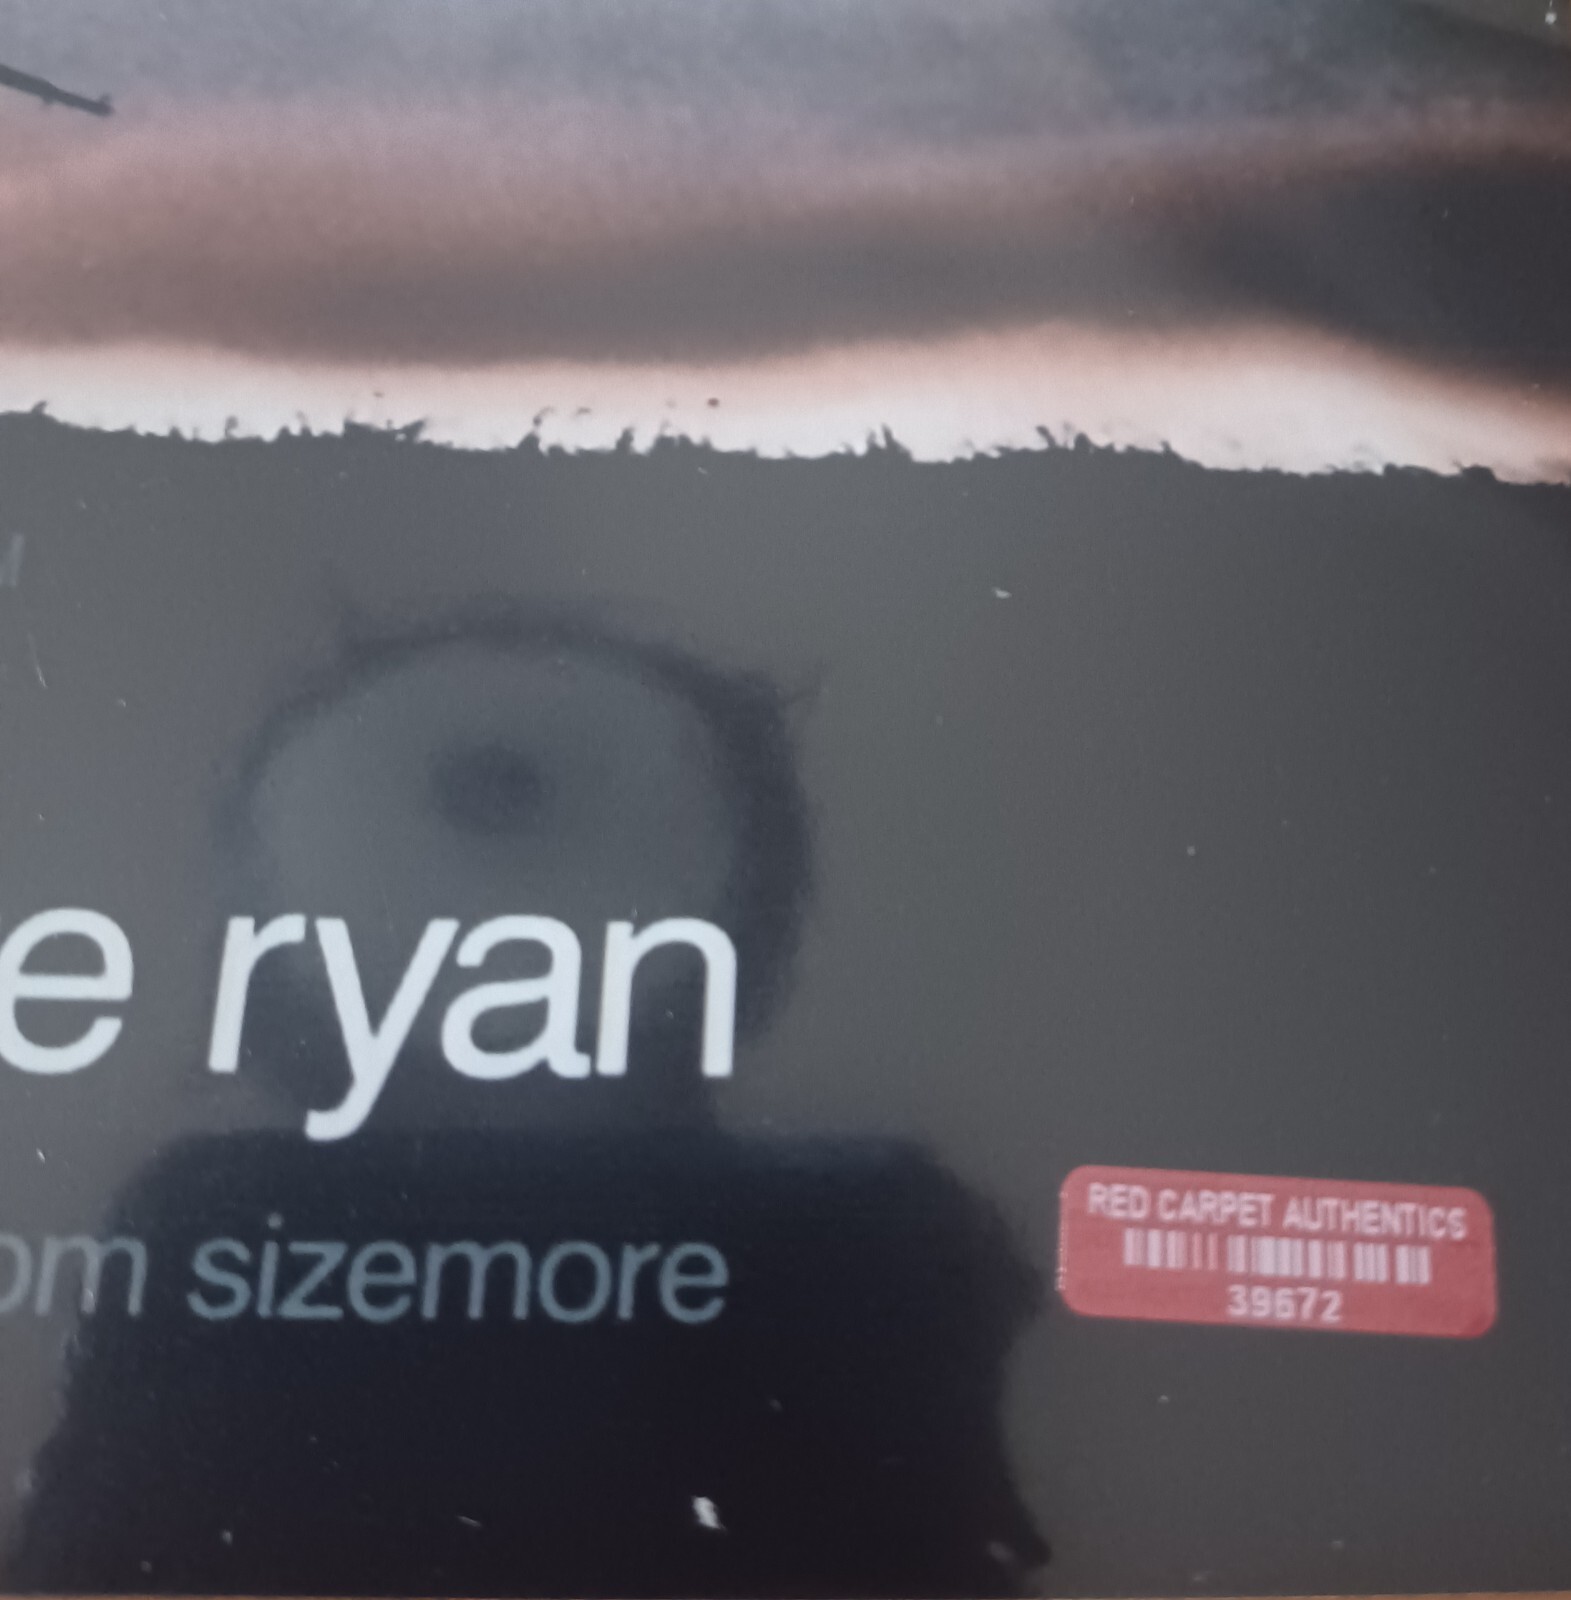 e ryan
om sizemore
RED CARPET AUTHENTICS
39672